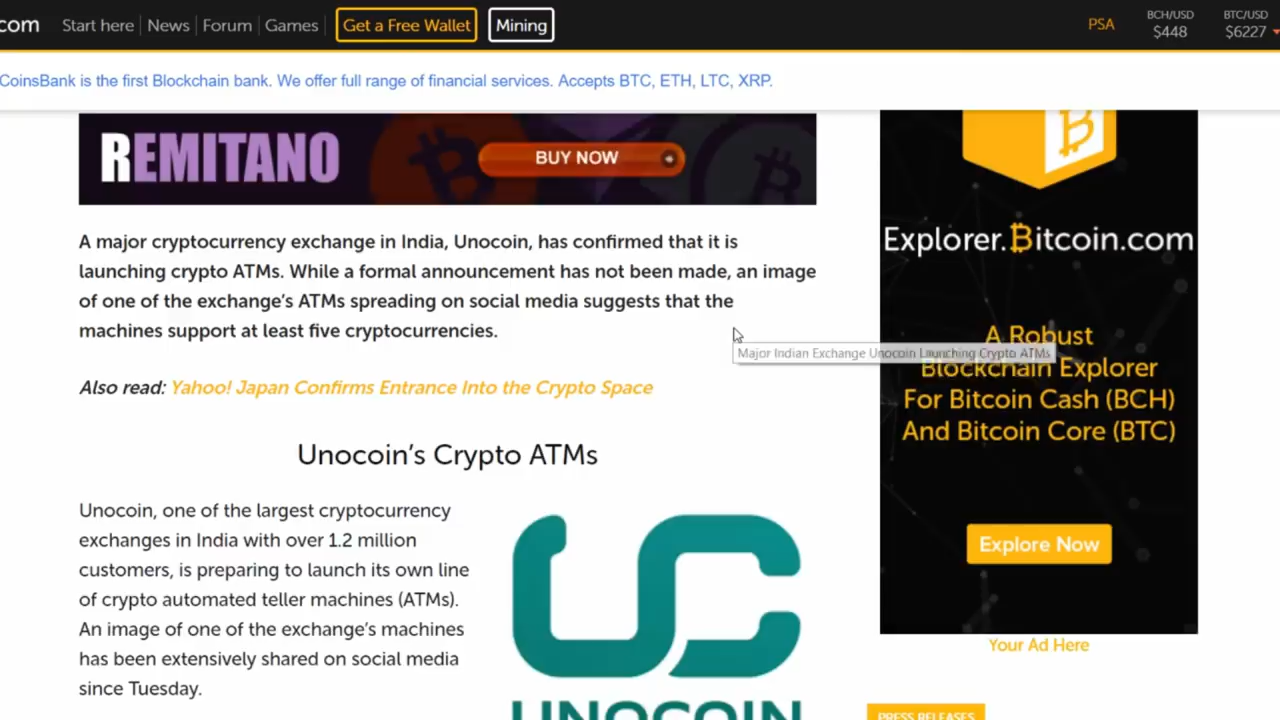 .com Start here News Forum Games Get a Free Wallet Mining PSA BCH/USD $448 BTC/USD $6227
CoinsBank is the first Blockchain bank. We offer full range of financial services. Accepts BTC, ETH, LTC, XRP.
REMITANO BUY NOW
A major cryptocurrency exchange in India, Unocoin, has confirmed that it is
launching crypto ATMs. While a formal announcement has not been made, an image
of one of the exchange's ATMs spreading on social media suggests that the
machines support at least five cryptocurrencies.
Major Indian Exchange Unocoin Launching Crypto ATMs
Also read: Yahoo! Japan Confirms Entrance Into the Crypto Space
Unocoin's Crypto ATMs
Unocoin, one of the largest cryptocurrency
exchanges in India with over 1.2 million
customers, is preparing to launch its own line
of crypto automated teller machines (ATMs).
An image of one of the exchange's machines
has been extensively shared on social media
since Tuesday.
UNOCOIN
Explorer.Bitcoin.com
A Robust
Blockchain Explorer
For Bitcoin Cash (BCH)
And Bitcoin Core (BTC)
Explore Now
Your Ad Here
PRESS RELEASES